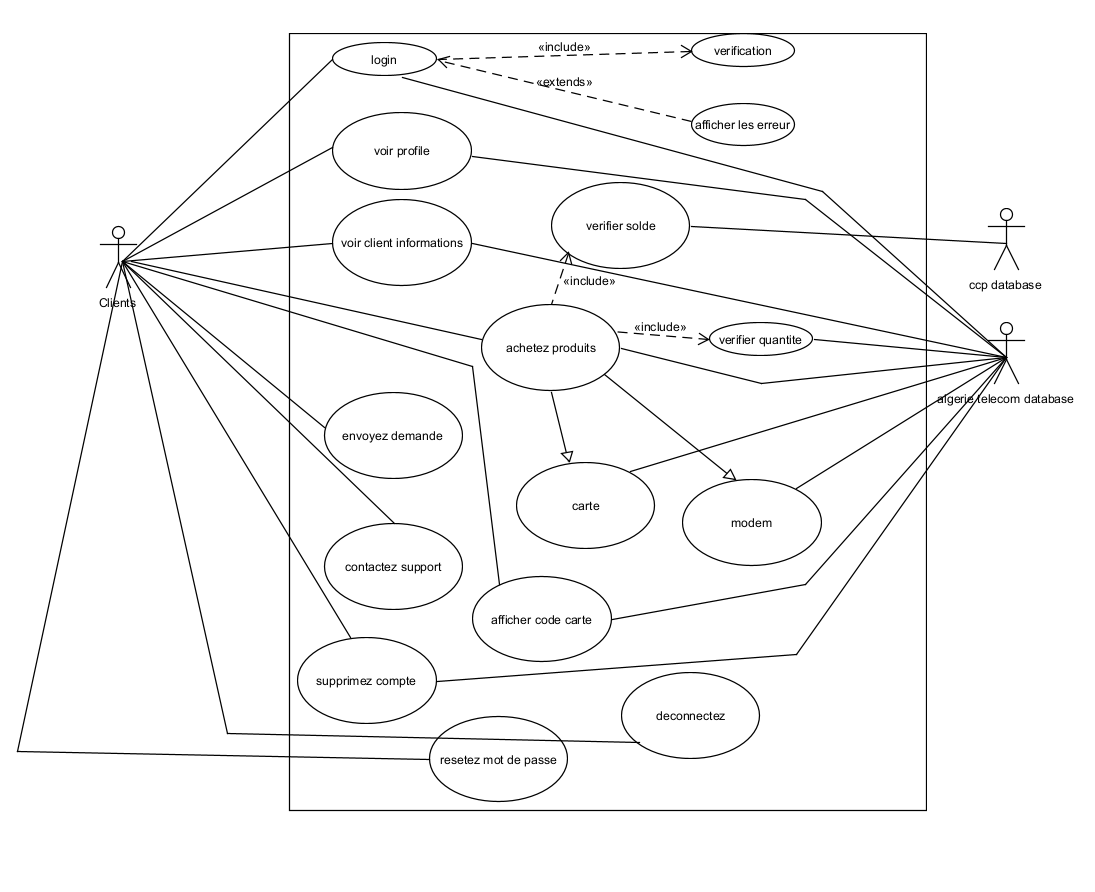 «include»
verification
login
«extends»
afficher les erreur
voir profile
verifier solde
voir client informations
«include»
ccp database
Clients
«include»
verifier quantite
achetez produits
algerie telecom database
envoyez demande
carte
modem
contactez support
afficher code carte
supprimez compte
deconnectez
resetez mot de passe